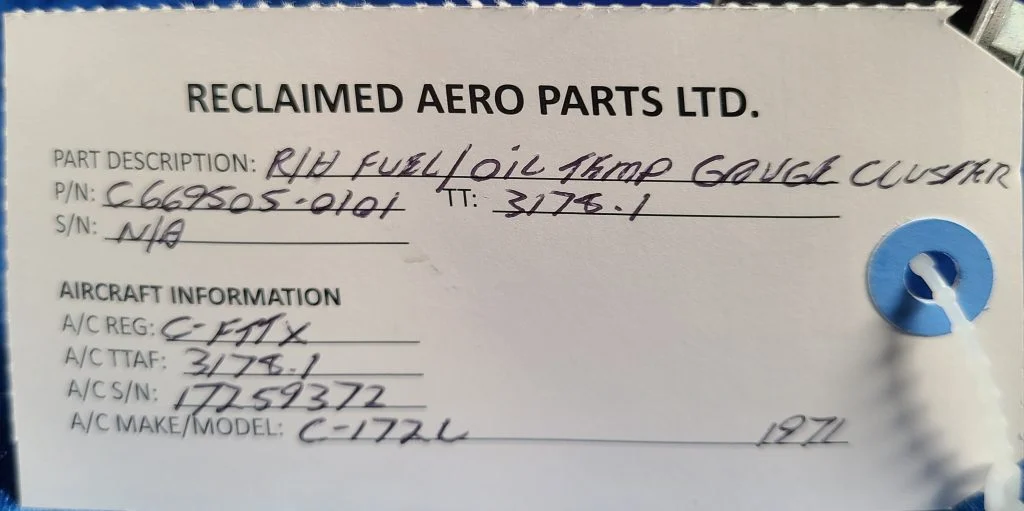 RECLAIMED AERO PARTS LTD.
PART DESCRIPTION: R/H FUEL/OIL TEMP GAUGE CLUSTER
P/N: C669505-0101 TT: 3178.1
S/N: N/A
AIRCRAFT INFORMATION
A/C REG: C-FTTX
A/C TTAF: 3178.1
A/C S/N: 17259372
A/C MAKE/MODEL: C-172L 1971